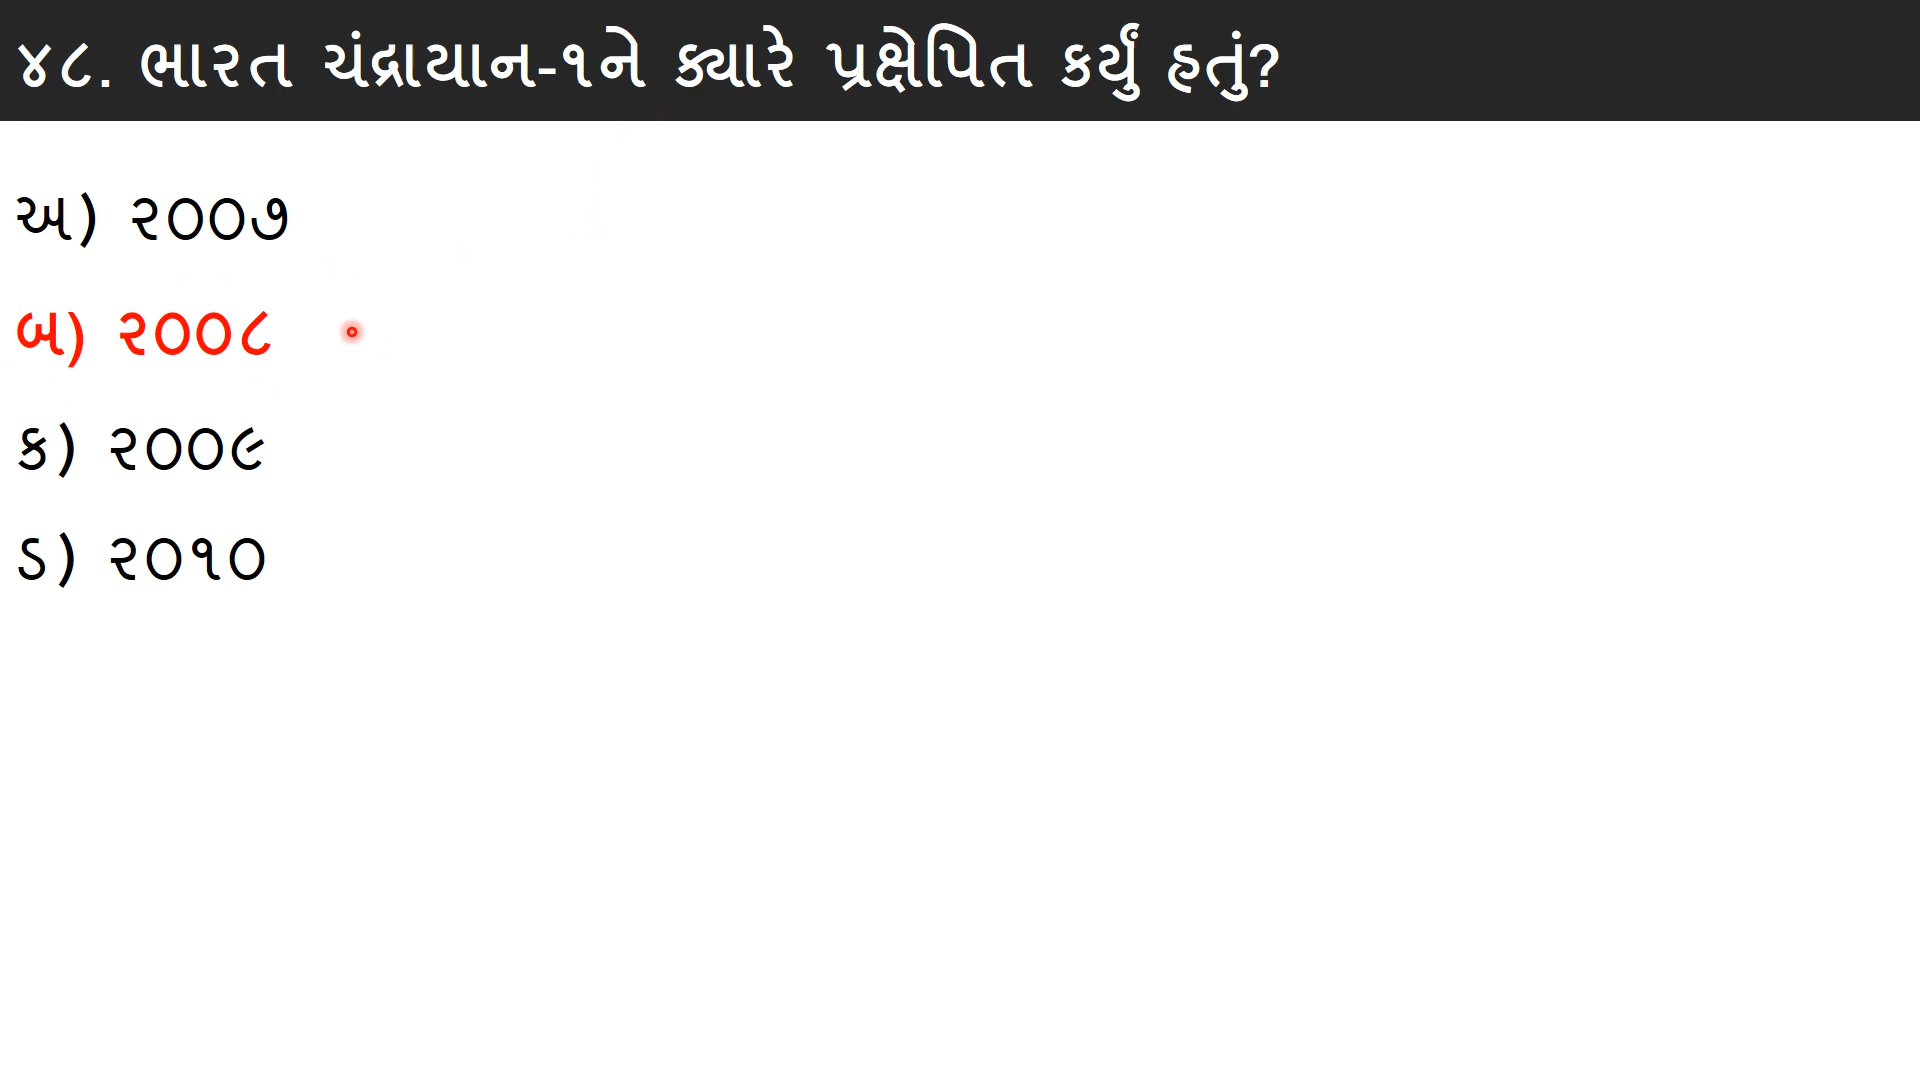 ૪૮. ભારત ચંદ્રાયાન-૧ને ક્યારે પ્રક્ષેપિત કર્યું હતું?
અ) ૨૦૦૭
બ) ૨૦૦૮
ક) ૨૦૦૯
ડ) ૨૦૧૦